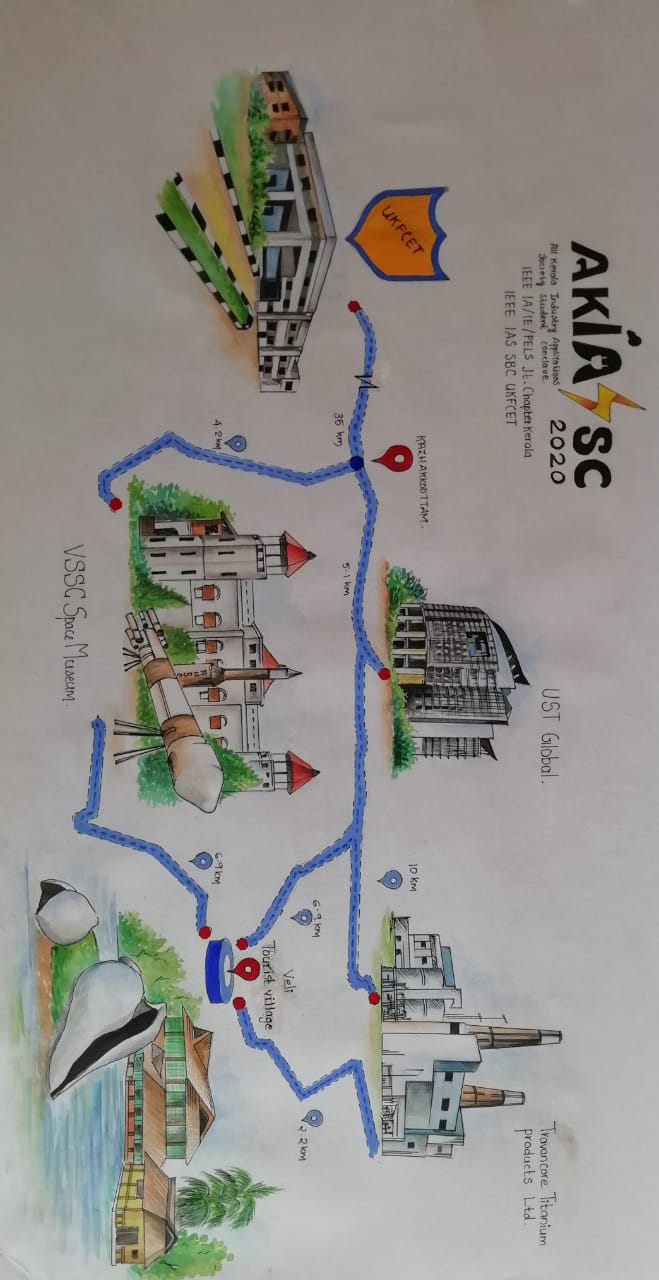 AKIA SC
2020
All Kerala Industry Applications
Society Student Conclave
IEEE IA/IE/PELS Jt. Chapter Kerala
IEEE IAS SBC UKFCET
UKFCET
KAZHAKKOOTTAM.
35 km
4.2 km
5.1 km
UST Global.
VSSC Space Museum.
10 km
6.9 km
6.9 km
Veli
Tourist village
2.2 km
Travancore Titanium
products Ltd.